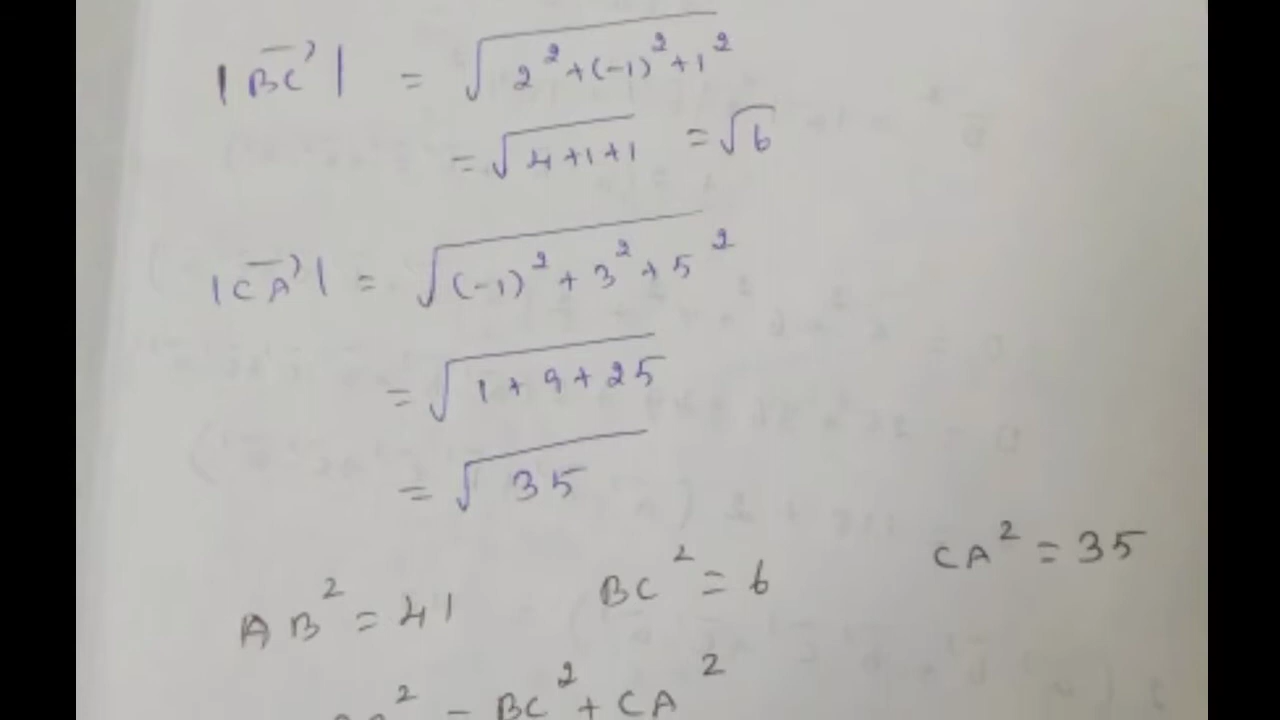 |BC⃗| = √(2² + (-1)² + 1²)
= √(4+1+1) = √6
|CA⃗| = √((-1)² + 3² + 5²)
= √(1 + 9 + 25)
= √35
AB² = 41 BC² = 6 CA² = 35
² = BC² + CA²